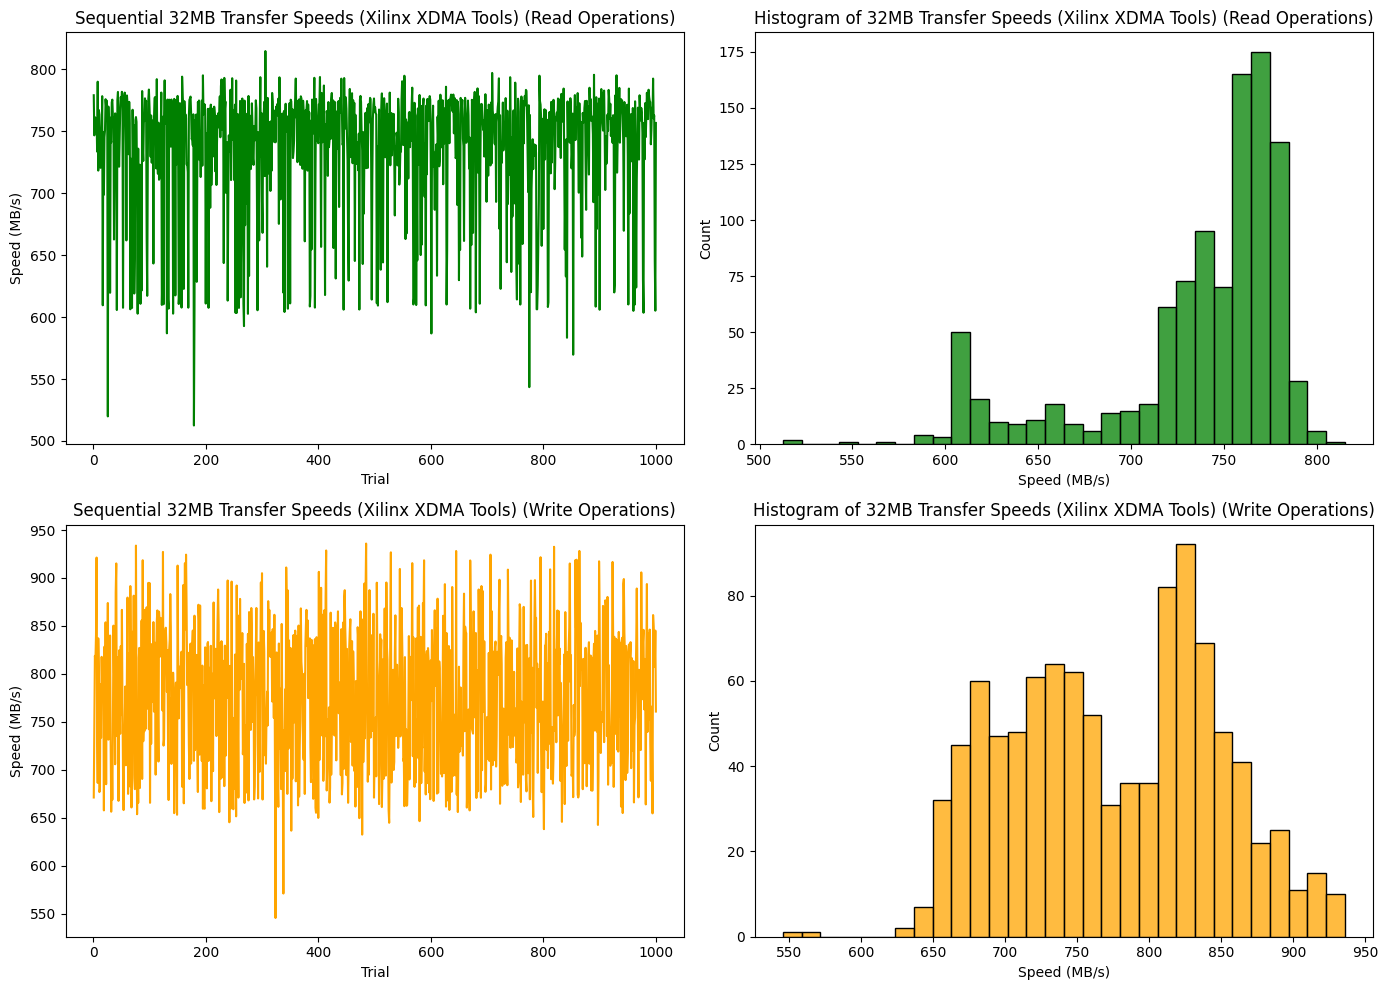 Sequential 32MB Transfer Speeds (Xilinx XDMA Tools) (Read Operations)
Speed (MB/s)
800
750
700
650
600
550
500
0 200 400 600 800 1000
Trial
Histogram of 32MB Transfer Speeds (Xilinx XDMA Tools) (Read Operations)
Count
175
150
125
100
75
50
25
0
500 550 600 650 700 750 800
Speed (MB/s)
Sequential 32MB Transfer Speeds (Xilinx XDMA Tools) (Write Operations)
Speed (MB/s)
950
900
850
800
750
700
650
600
550
0 200 400 600 800 1000
Trial
Histogram of 32MB Transfer Speeds (Xilinx XDMA Tools) (Write Operations)
Count
80
60
40
20
0
550 600 650 700 750 800 850 900 950
Speed (MB/s)